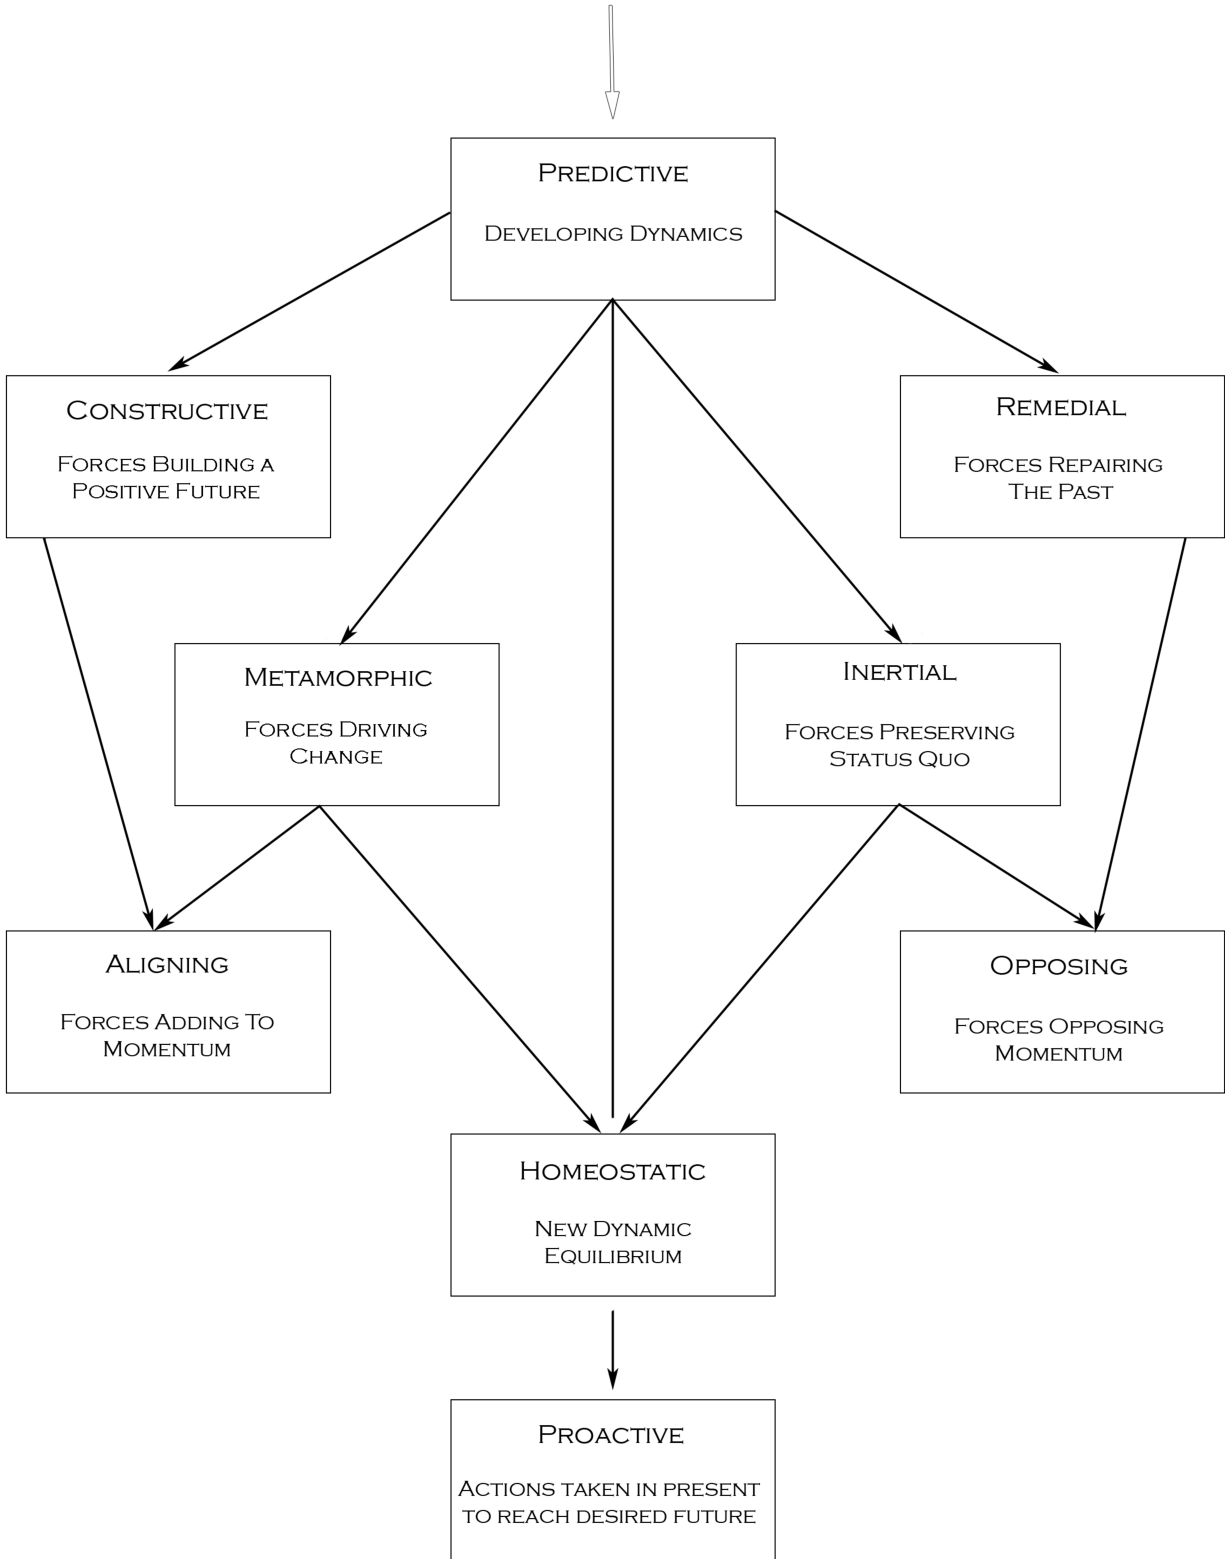 Predictive
Developing Dynamics
Constructive
Forces Building a
Positive Future
Remedial
Forces Repairing
The Past
Metamorphic
Forces Driving
Change
Inertial
Forces Preserving
Status Quo
Aligning
Forces Adding To
Momentum
Opposing
Forces Opposing
Momentum
Homeostatic
New Dynamic
Equilibrium
Proactive
Actions taken in present
to reach desired future